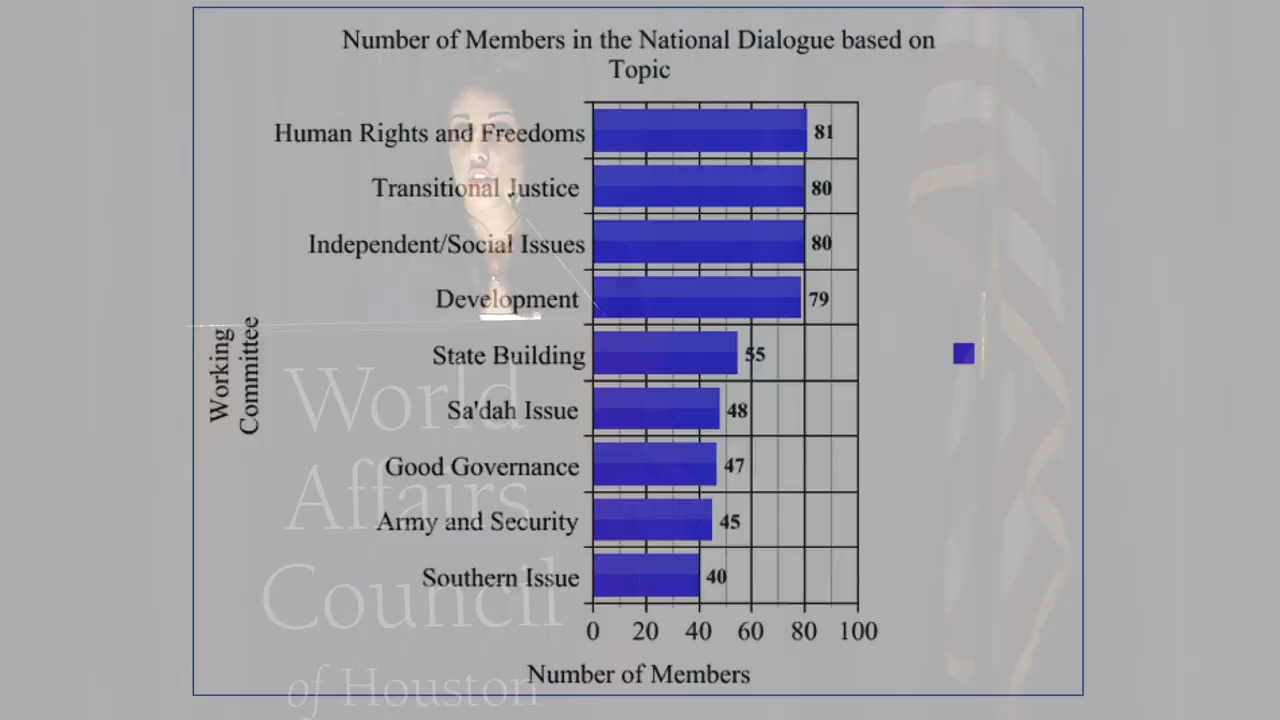 Number of Members in the National Dialogue based on
Topic
Human Rights and Freedoms 81
Transitional Justice 80
Independent/Social Issues 80
Development 79
State Building 55
Sa'dah Issue 48
Good Governance 47
Army and Security 45
Southern Issue 40
0 20 40 60 80 100
Number of Members
Working
Committee
World
Affairs
Council
of Houston